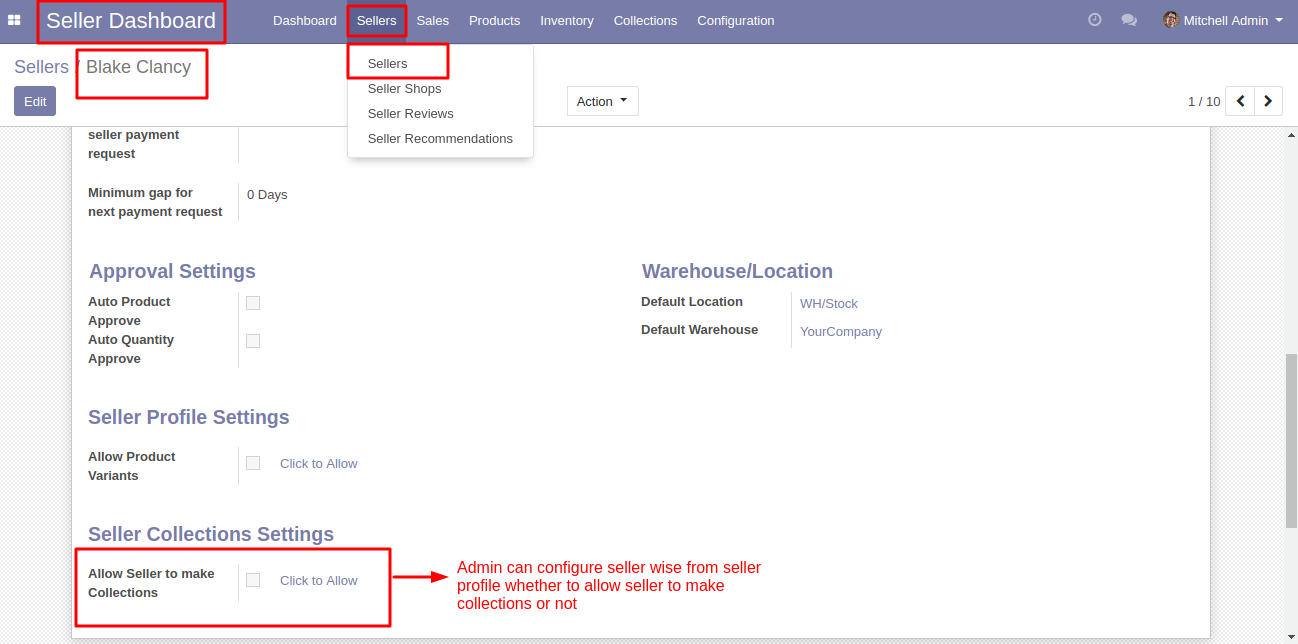 Seller Dashboard
Dashboard Sellers Sales Products Inventory Collections Configuration
Mitchell Admin
Sellers / Blake Clancy
Edit
Action
1 / 10
Sellers
Seller Shops
Seller Reviews
Seller Recommendations
seller payment
request
Minimum gap for
next payment request
0 Days
Approval Settings
Auto Product
Approve
Auto Quantity
Approve
Warehouse/Location
Default Location WH/Stock
Default Warehouse YourCompany
Seller Profile Settings
Allow Product
Variants
Click to Allow
Seller Collections Settings
Allow Seller to make
Collections
Click to Allow
Admin can configure seller wise from seller
profile whether to allow seller to make
collections or not